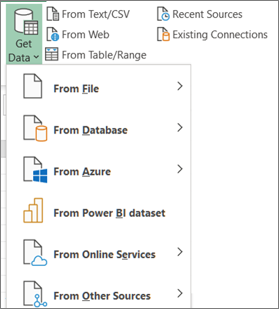 Get Data
From Text/CSV
From Web
From Table/Range
Recent Sources
Existing Connections
From File
From Database
From Azure
From Power BI dataset
From Online Services
From Other Sources